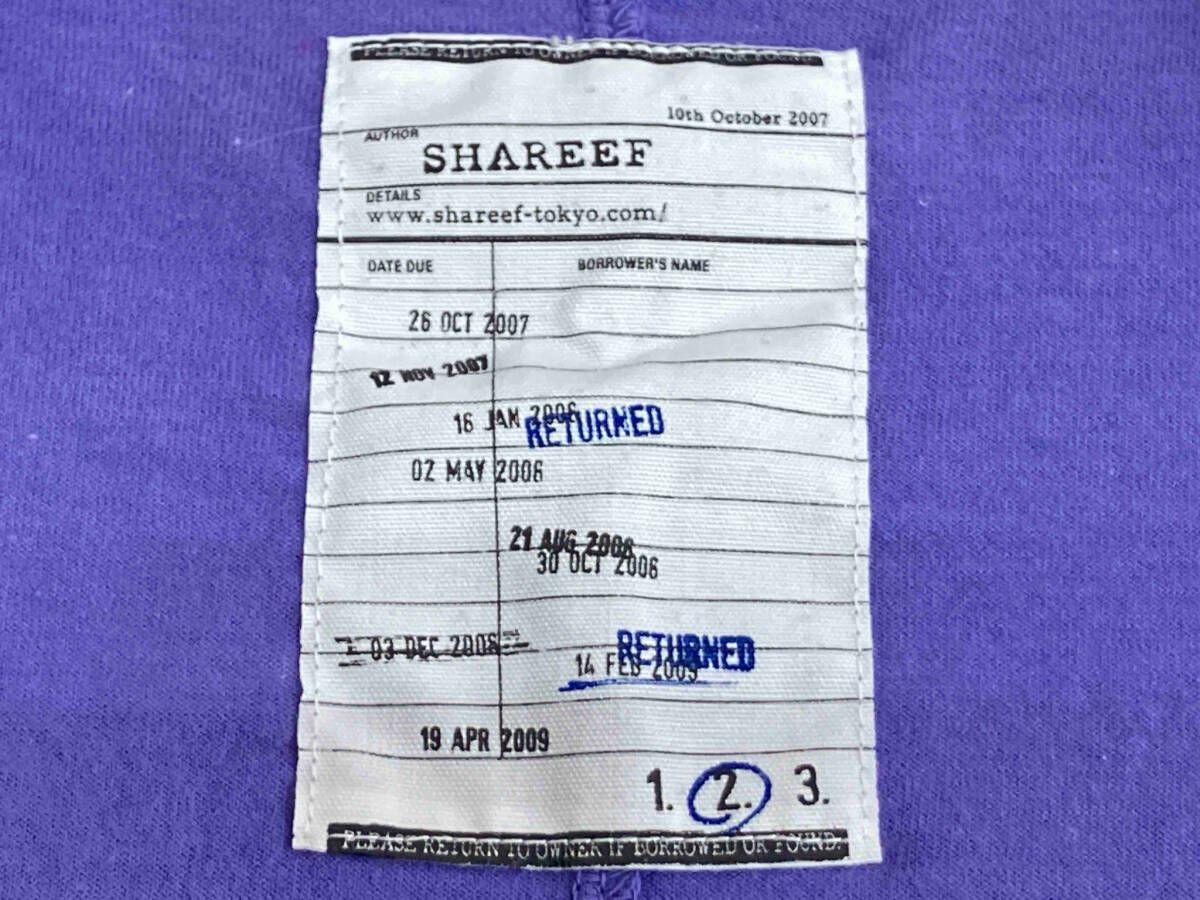 PLEASE RETURN TO OWNER IF BORROWED OR FOUND.
10th October 2007
AUTHOR
SHAREEF
DETAILS
www.shareef-tokyo.com/
DATE DUE BORROWER'S NAME
26 OCT 2007
12 NOV 2007
16 JAN 2006 RETURNED
02 MAY 2006
21 AUG 2006
30 OCT 2006
03 DEC 2008
RETURNED
14 FEB 2009
19 APR 2009
1. 2. 3.
PLEASE RETURN TO OWNER IF BORROWED OR FOUND.